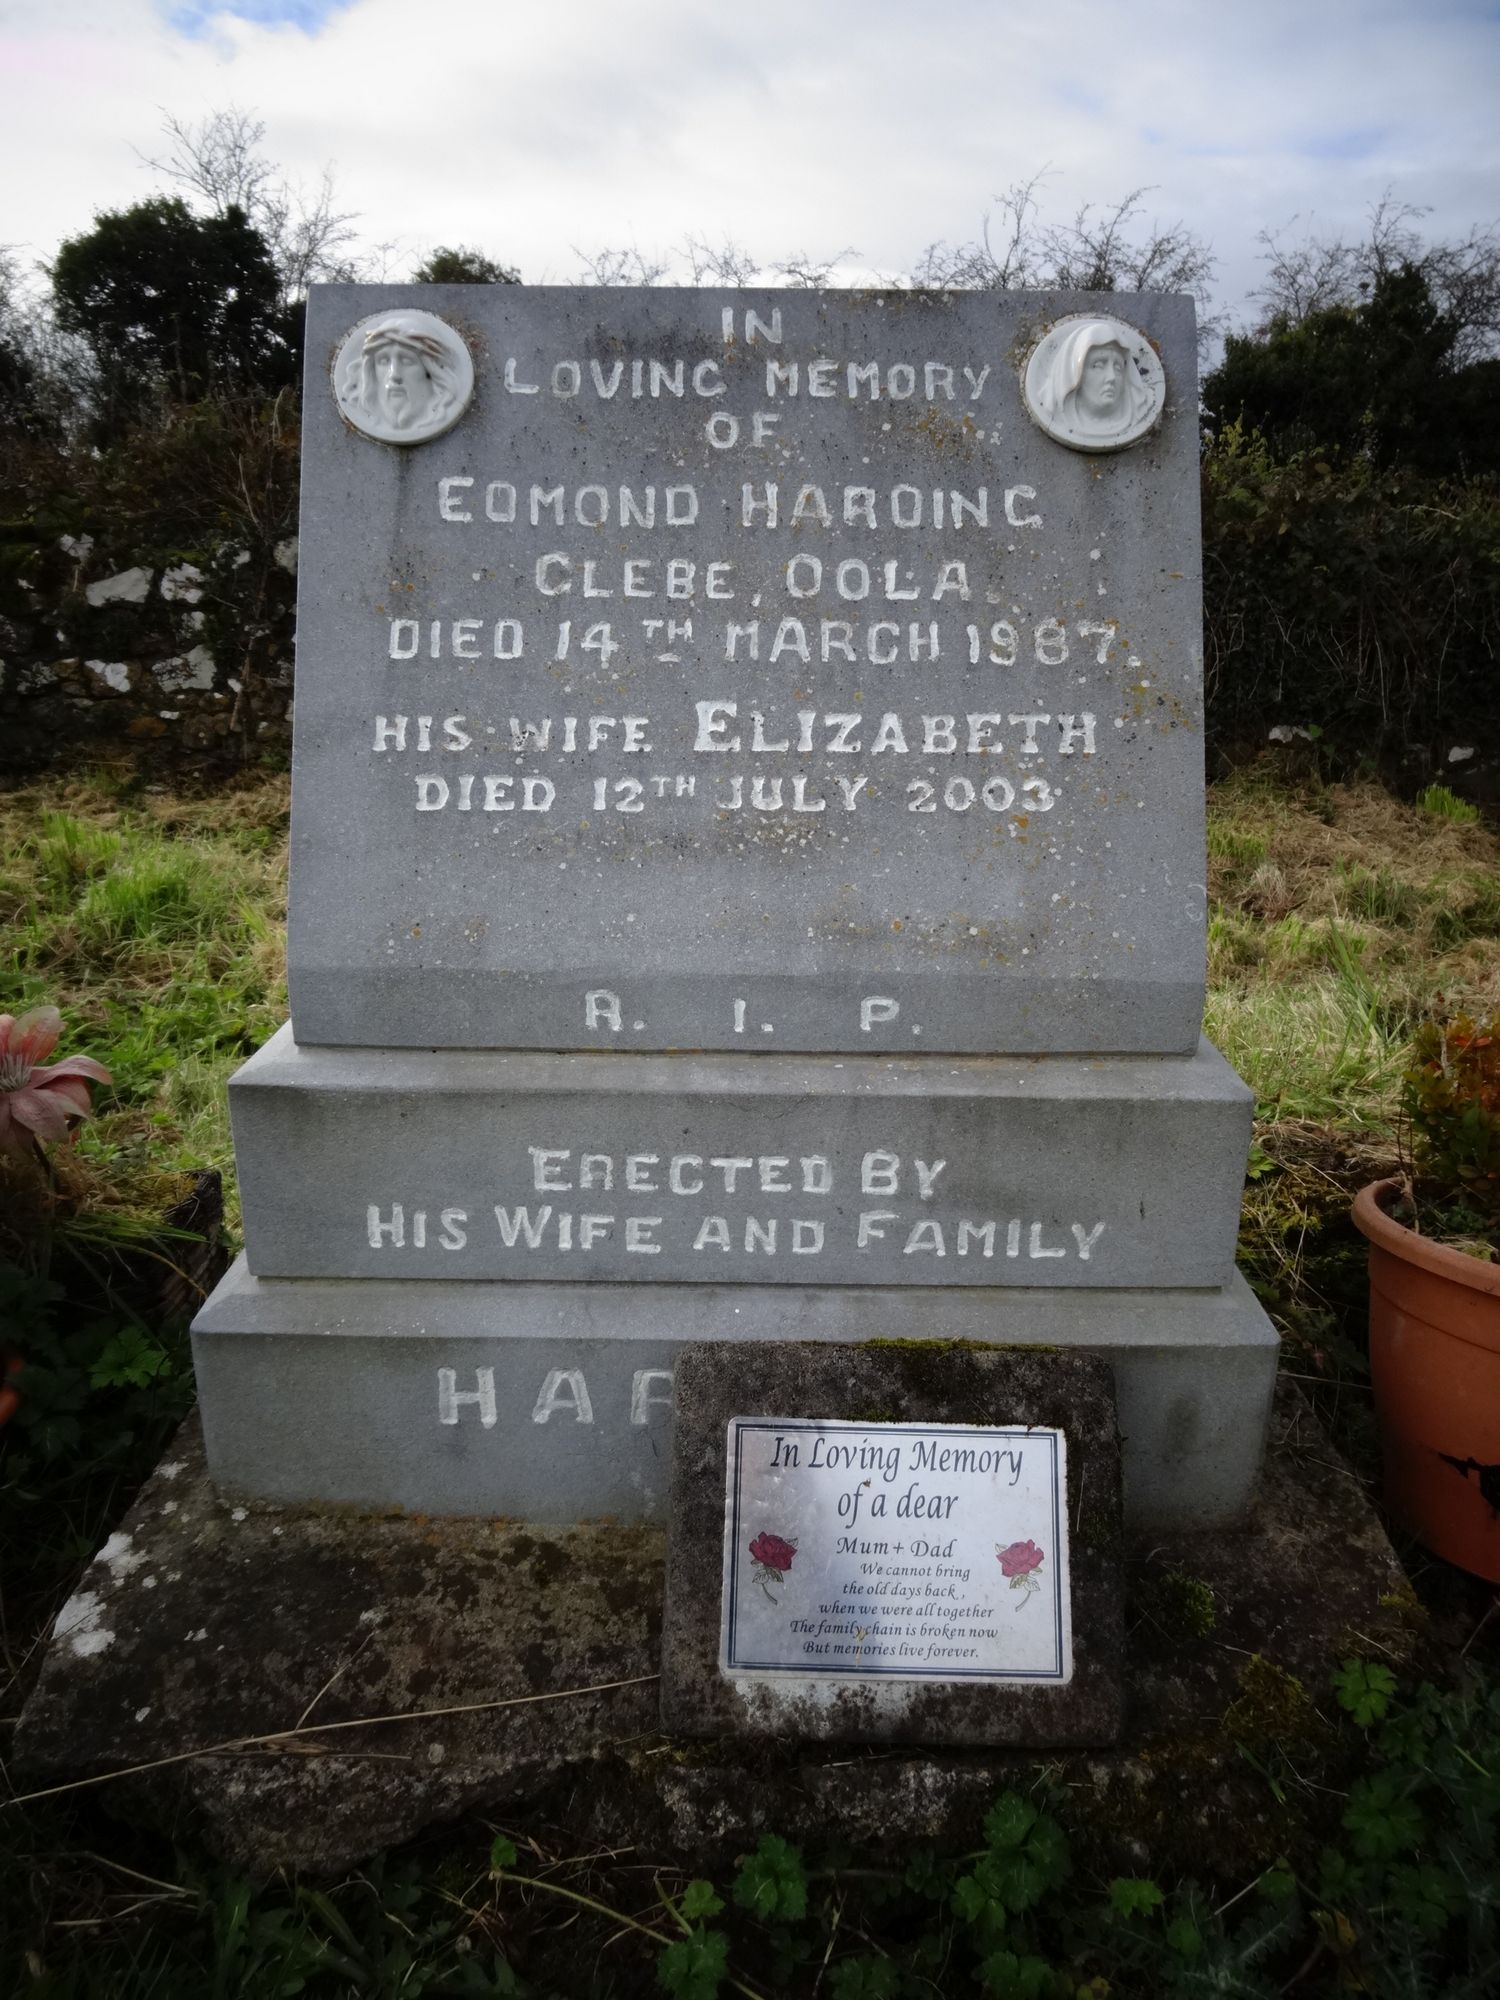 IN
LOVING MEMORY
OF
EDMOND HARDING
GLEBE, OOLA.
DIED 14TH MARCH 1987.
HIS WIFE ELIZABETH
DIED 12TH JULY 2003
R. I. P.
ERECTED BY
HIS WIFE AND FAMILY
HAR
In Loving Memory
of a dear
Mum + Dad
We cannot bring
the old days back,
when we were all together
The family chain is broken now
But memories live forever.